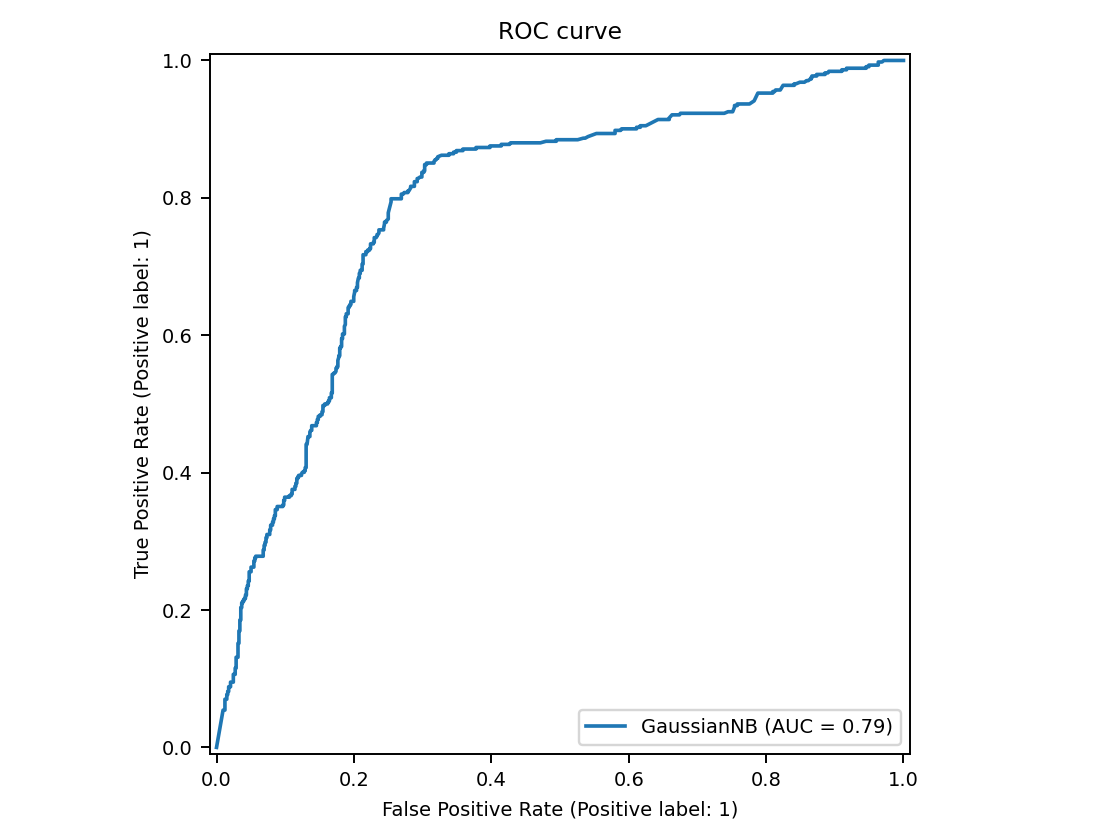 ROC curve
True Positive Rate (Positive label: 1)
1.0
0.8
0.6
0.4
0.2
0.0
GaussianNB (AUC = 0.79)
0.0 0.2 0.4 0.6 0.8 1.0
False Positive Rate (Positive label: 1)